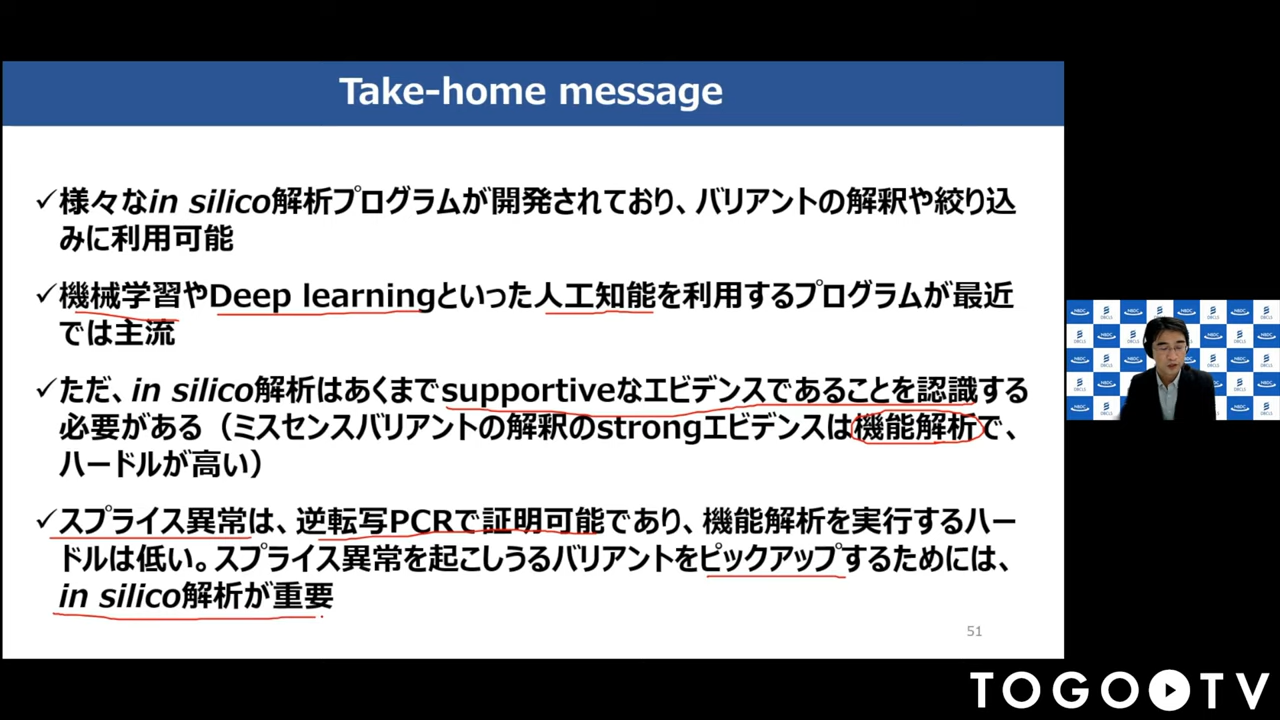 Take-home message
✓様々なin silico解析プログラムが開発されており、バリアントの解釈や絞り込
みに利用可能
✓機械学習やDeep learningといった人工知能を利用するプログラムが最近
では主流
✓ただ、in silico解析はあくまでsupportiveなエビデンスであることを認識する
必要がある（ミスセンスバリアントの解釈のstrongエビデンスは機能解析で、
ハードルが高い）
✓スプライス異常は、逆転写PCRで証明可能であり、機能解析を実行するハー
ドルは低い。スプライス異常を起こしうるバリアントをピックアップするためには、
in silico解析が重要
51
TOGOTV